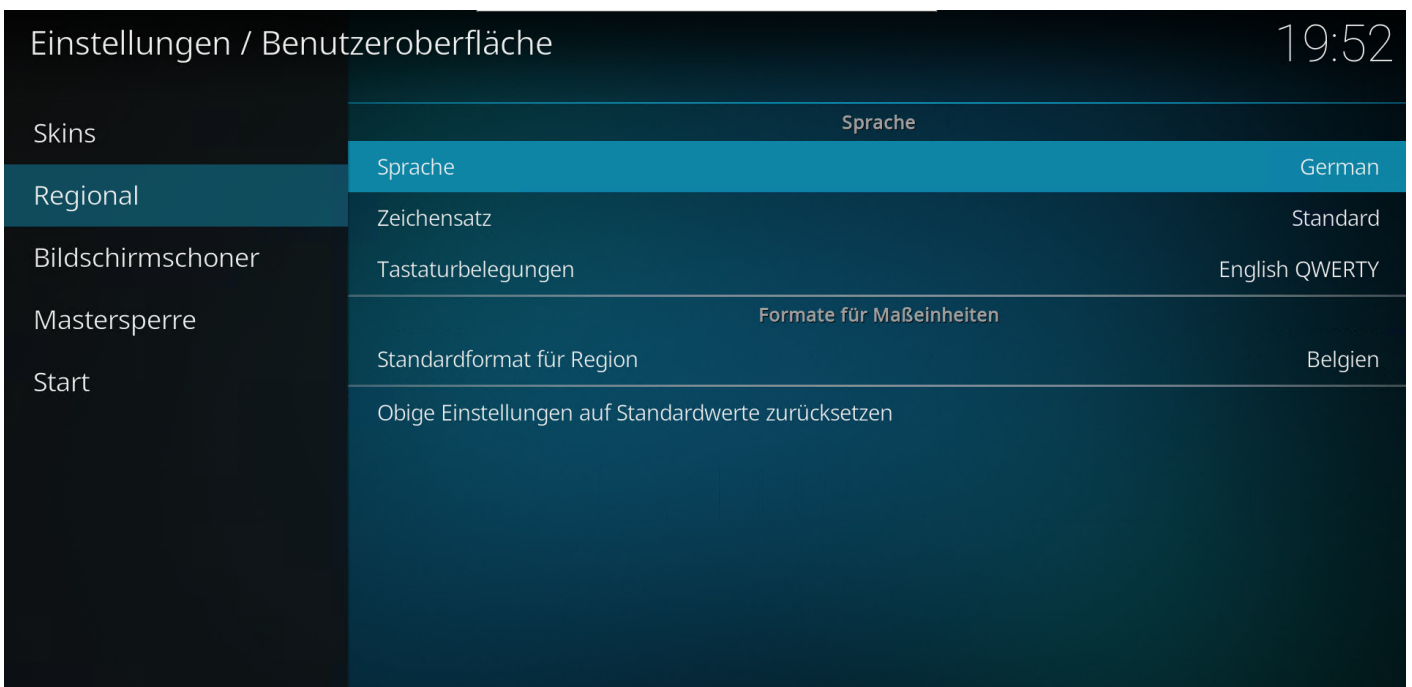 Einstellungen / Benutzeroberfläche 19:52
Skins
Regional
Bildschirmschoner
Mastersperre
Start
Sprache
Sprache German
Zeichensatz Standard
Tastaturbelegungen English QWERTY
Formate für Maßeinheiten
Standardformat für Region Belgien
Obige Einstellungen auf Standardwerte zurücksetzen